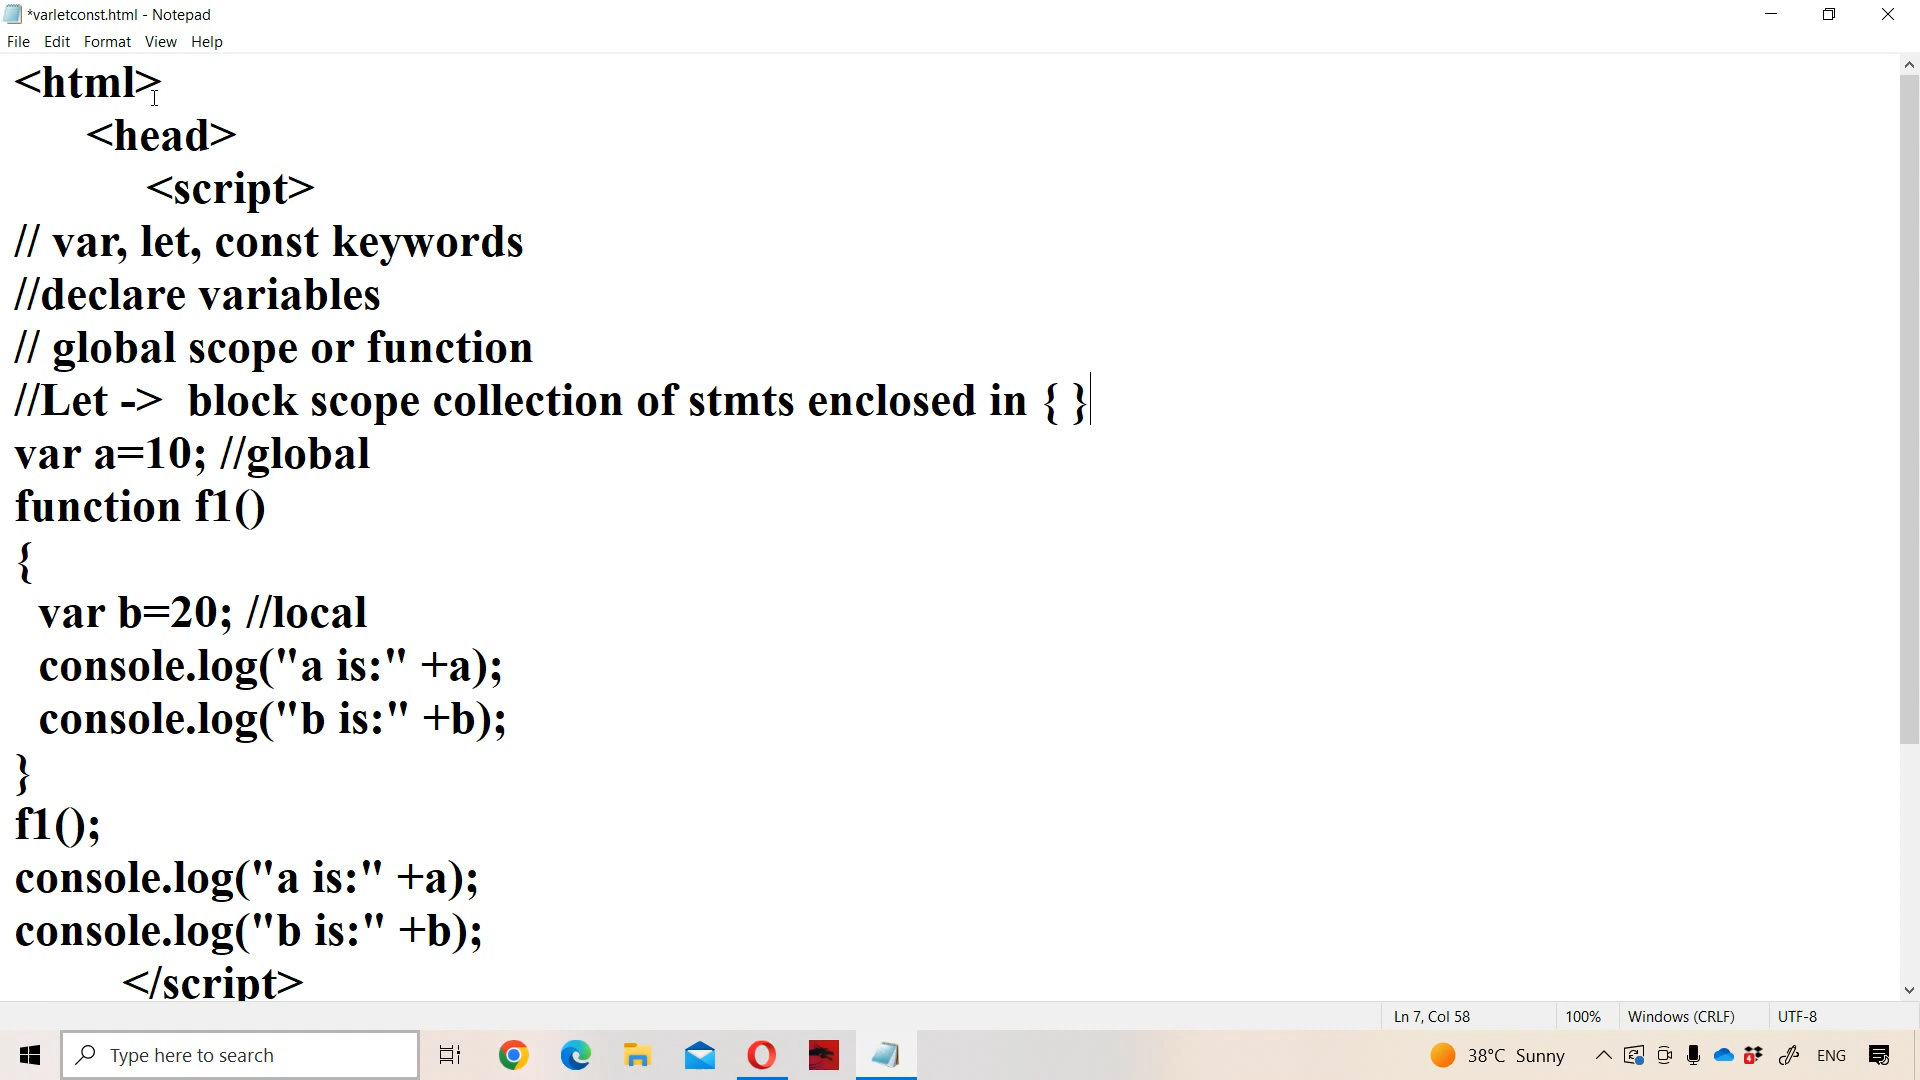 *varletconst.html - Notepad
File Edit Format View Help
<html>
<head>
<script>
// var, let, const keywords
//declare variables
// global scope or function
//Let -> block scope collection of stmts enclosed in { }
var a=10; //global
function f1()
{
var b=20; //local
console.log("a is:" +a);
console.log("b is:" +b);
}
f1();
console.log("a is:" +a);
console.log("b is:" +b);
</script>
Ln 7, Col 58 100% Windows (CRLF) UTF-8
Type here to search 38°C Sunny ENG